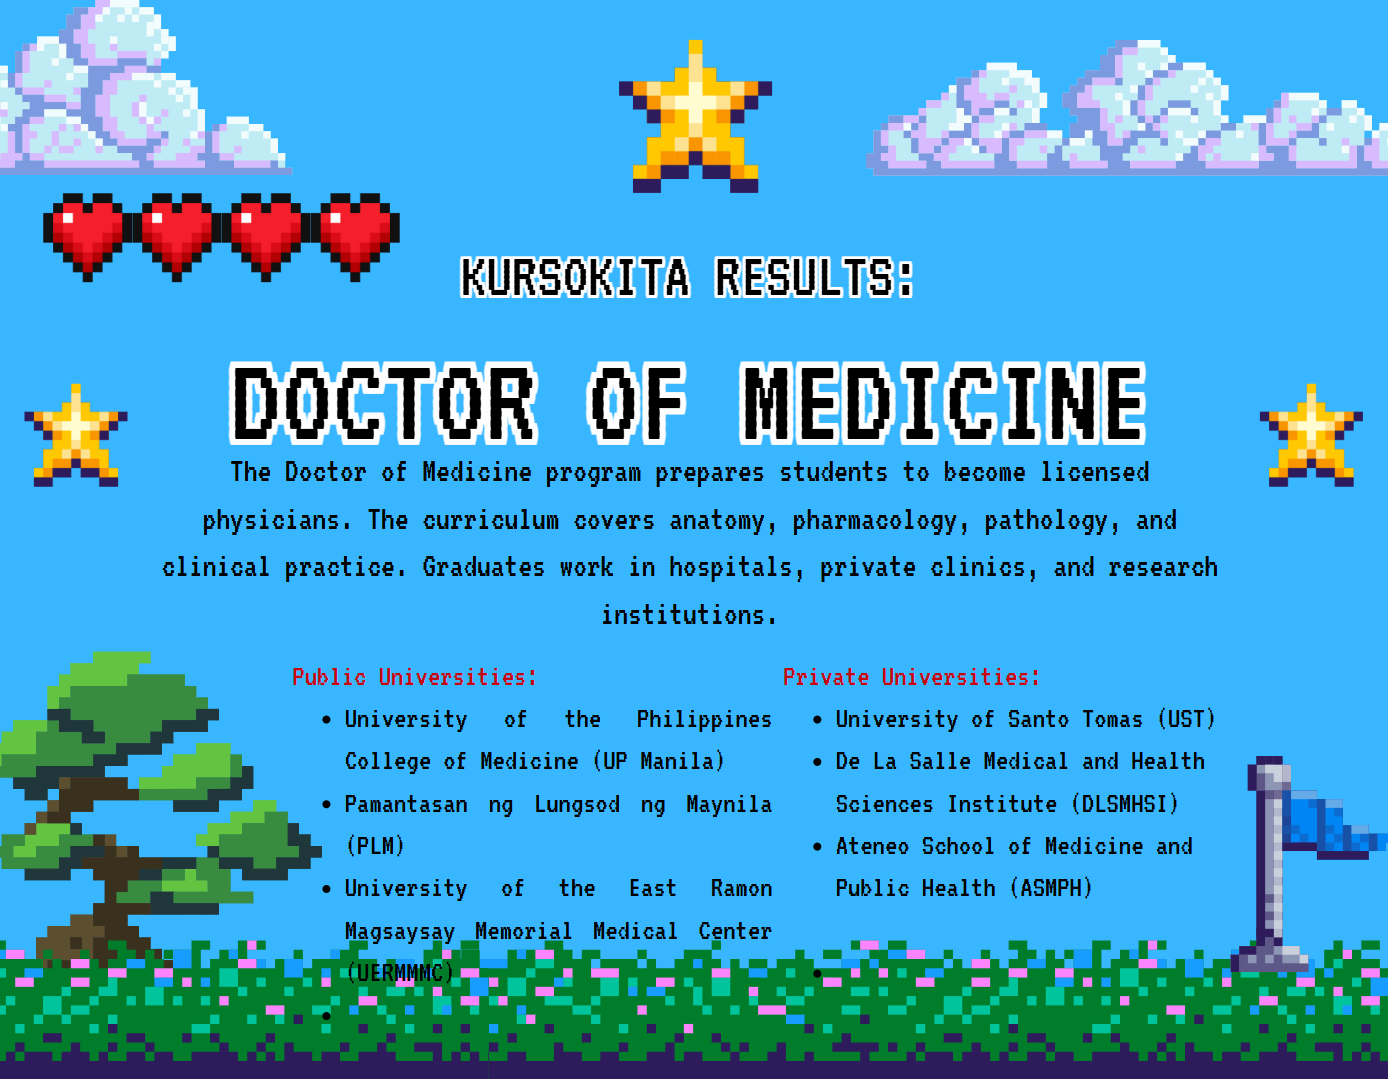 KURSOKITA RESULTS:
DOCTOR OF MEDICINE
The Doctor of Medicine program prepares students to become licensed
physicians. The curriculum covers anatomy, pharmacology, pathology, and
clinical practice. Graduates work in hospitals, private clinics, and research
institutions.
Public Universities:
• University of the Philippines
College of Medicine (UP Manila)
• Pamantasan ng Lungsod ng Maynila
(PLM)
• University of the East Ramon
Magsaysay Memorial Medical Center
(UERMMMC)
•
Private Universities:
• University of Santo Tomas (UST)
• De La Salle Medical and Health
Sciences Institute (DLSMHSI)
• Ateneo School of Medicine and
Public Health (ASMPH)
•